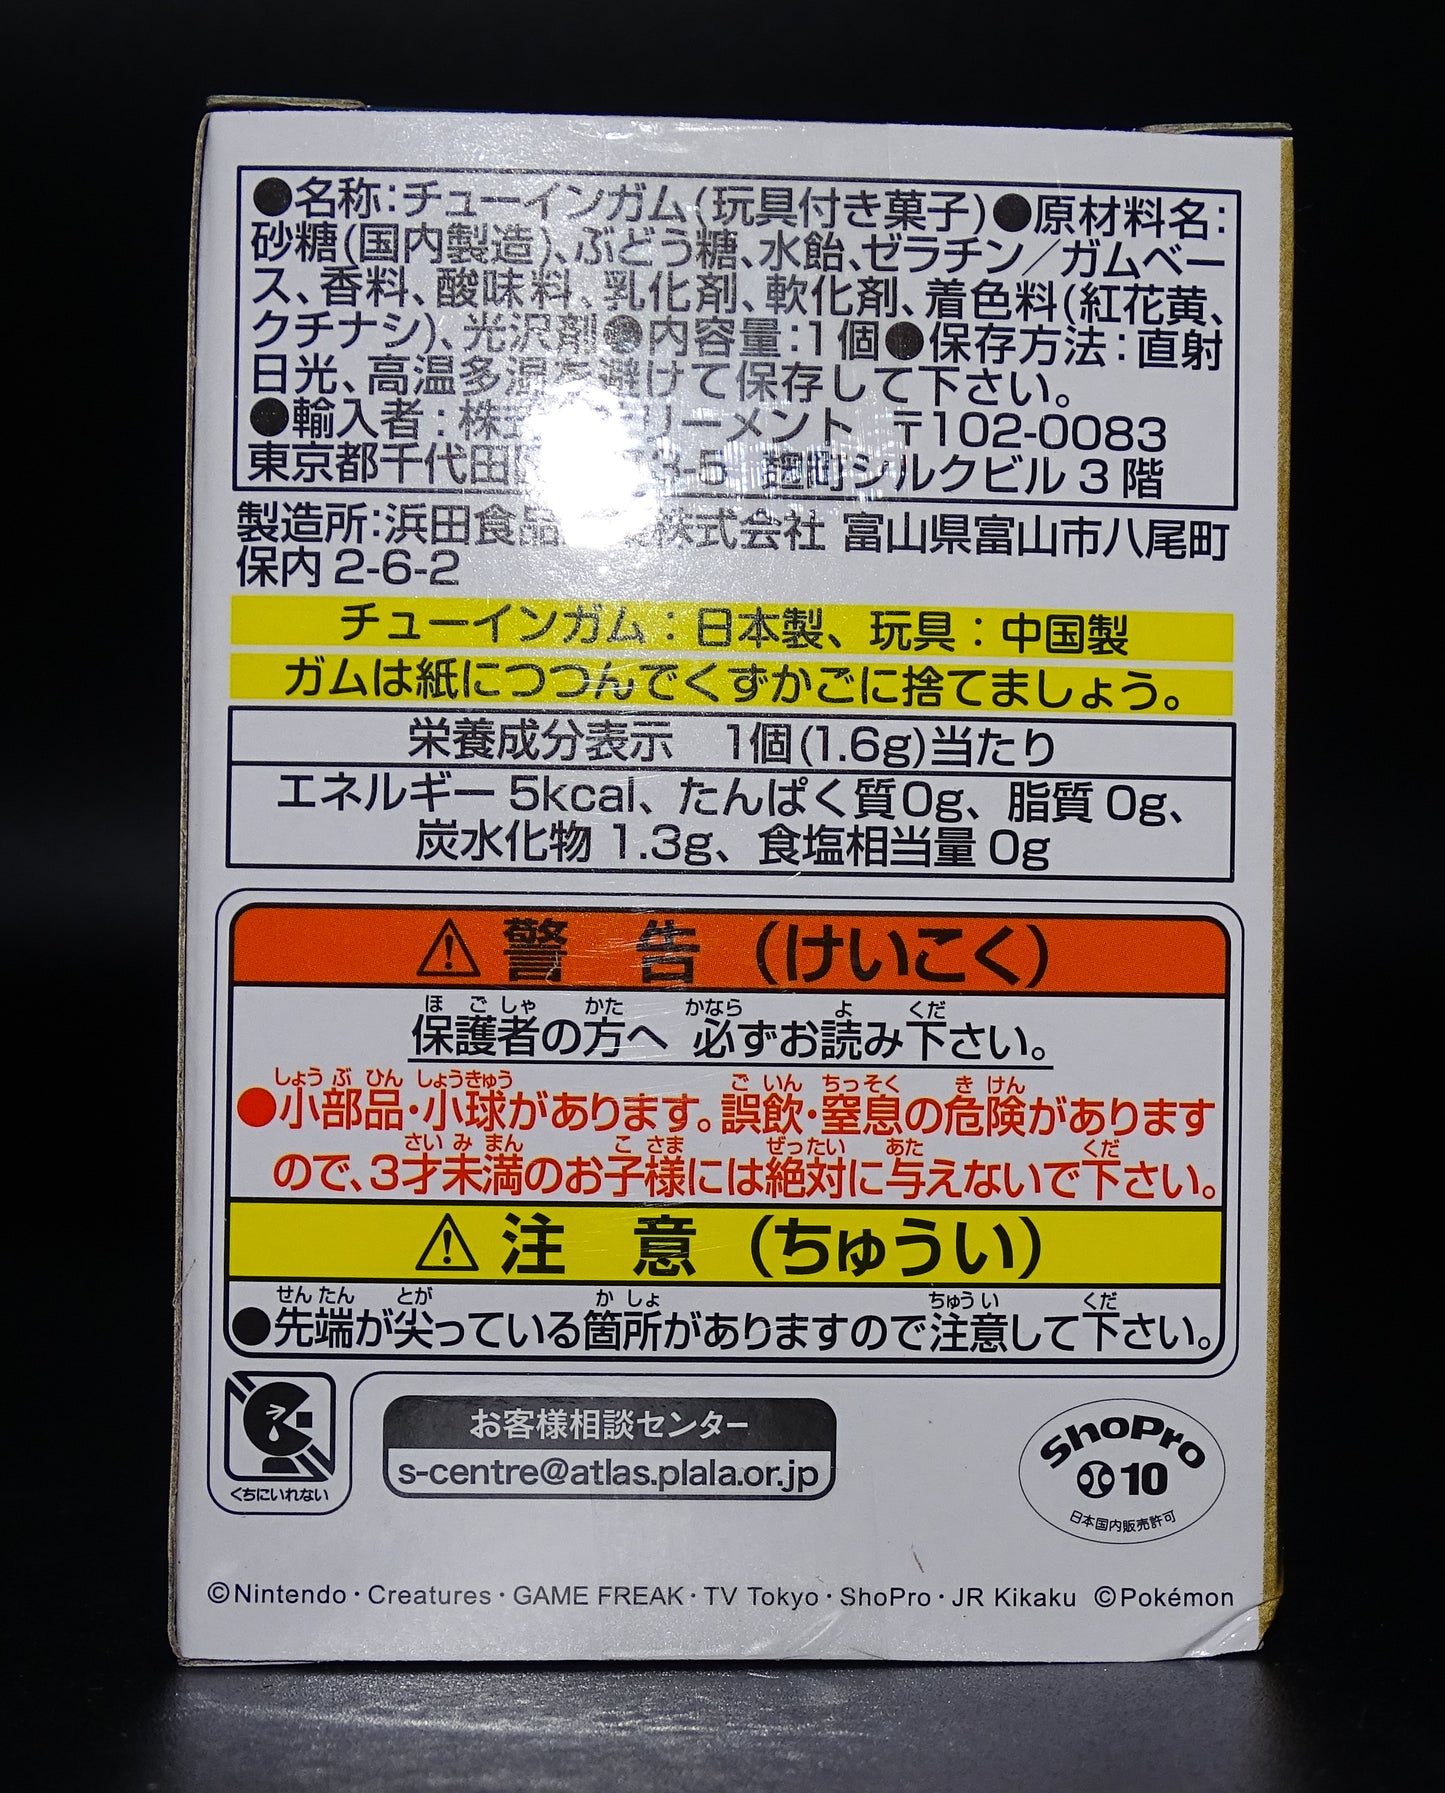 ●名称:チューインガム(玩具付き菓子)●原材料名:
砂糖(国内製造)、ぶどう糖、水飴、ゼラチン／ガムベー
ス、香料、酸味料、乳化剤、軟化剤、着色料(紅花黄、
クチナシ)、光沢剤●内容量:1個●保存方法:直射
日光、高温多湿を避けて保存して下さい。
●輸入者:株式 リーメント 〒102-0083
東京都千代田区 3-5 麹町シルクビル3階
製造所:浜田食品 株式会社 富山県富山市八尾町
保内2-6-2
チューインガム:日本製、玩具:中国製
ガムは紙につつんでくずかごに捨てましょう。
栄養成分表示 1個(1.6g)当たり
エネルギー 5kcal、たんぱく質0g、脂質 0g、
炭水化物 1.3g、食塩相当量 0g
⚠警 告 (けいこく)
ほ ご しゃ かた かなら よ くだ
保護者の方へ 必ずお読み下さい。
しょう ぶ ひん しょうきゅう ご いん ちっそく き けん
●小部品・小球があります。誤飲・窒息の危険があります
さい み まん こ さま ぜったい あた くだ
ので、3才未満のお子様には絶対に与えないで下さい。
⚠注 意 (ちゅうい)
せん たん とが か しょ ちゅう い くだ
●先端が尖っている箇所がありますので注意して下さい。
くちにいれない
お客様相談センター
s-centre@atlas.plala.or.jp
ShoPro
10
日本国内販売許可
©Nintendo・Creatures・GAME FREAK・TV Tokyo・ShoPro・JR Kikaku ©Pokémon